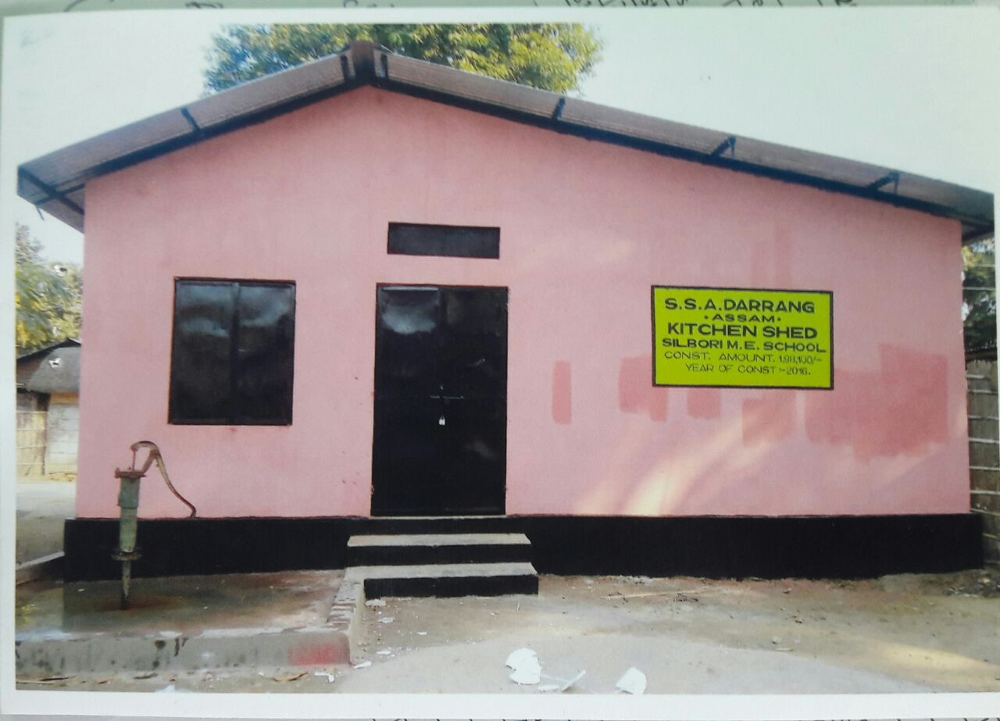 S.S.A.DARRANG
·ASSAM·
KITCHEN SHED
SILBORI M.E. SCHOOL
CONST. AMOUNT. 1,98,100/-
YEAR OF CONST :-2016.